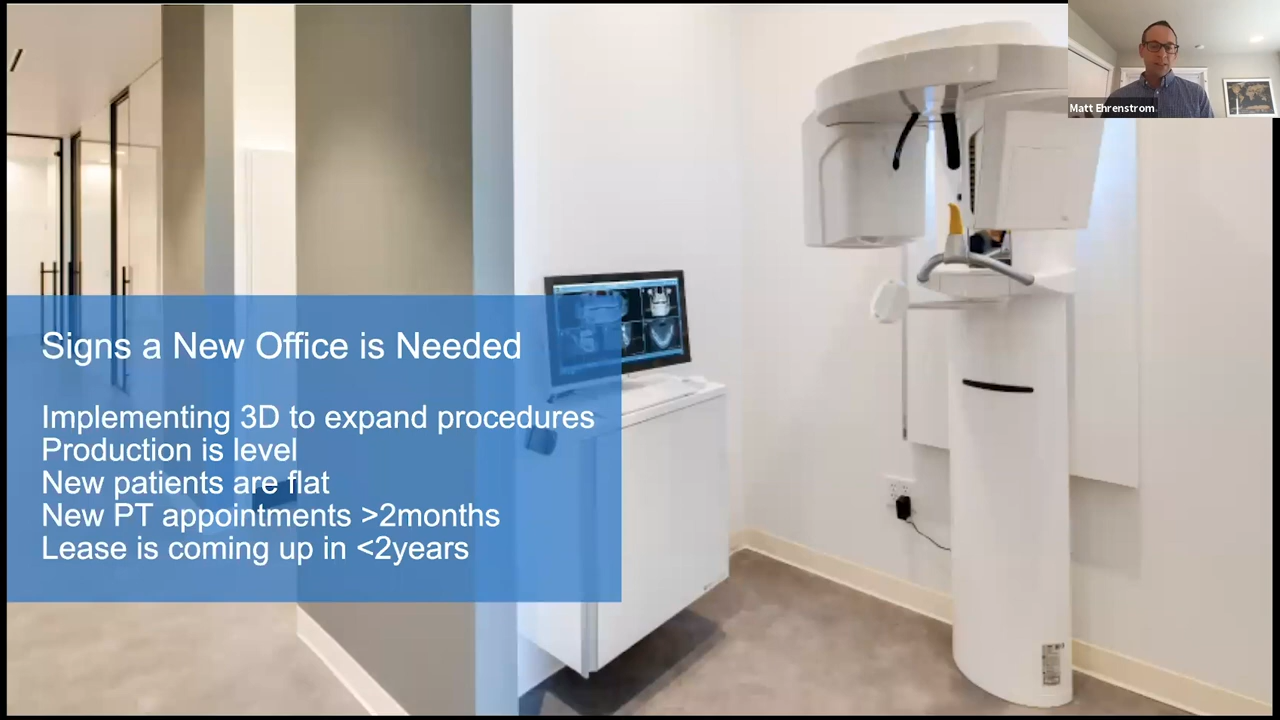 Matt Ehrenstrom
Signs a New Office is Needed
Implementing 3D to expand procedures
Production is level
New patients are flat
New PT appointments >2months
Lease is coming up in <2years